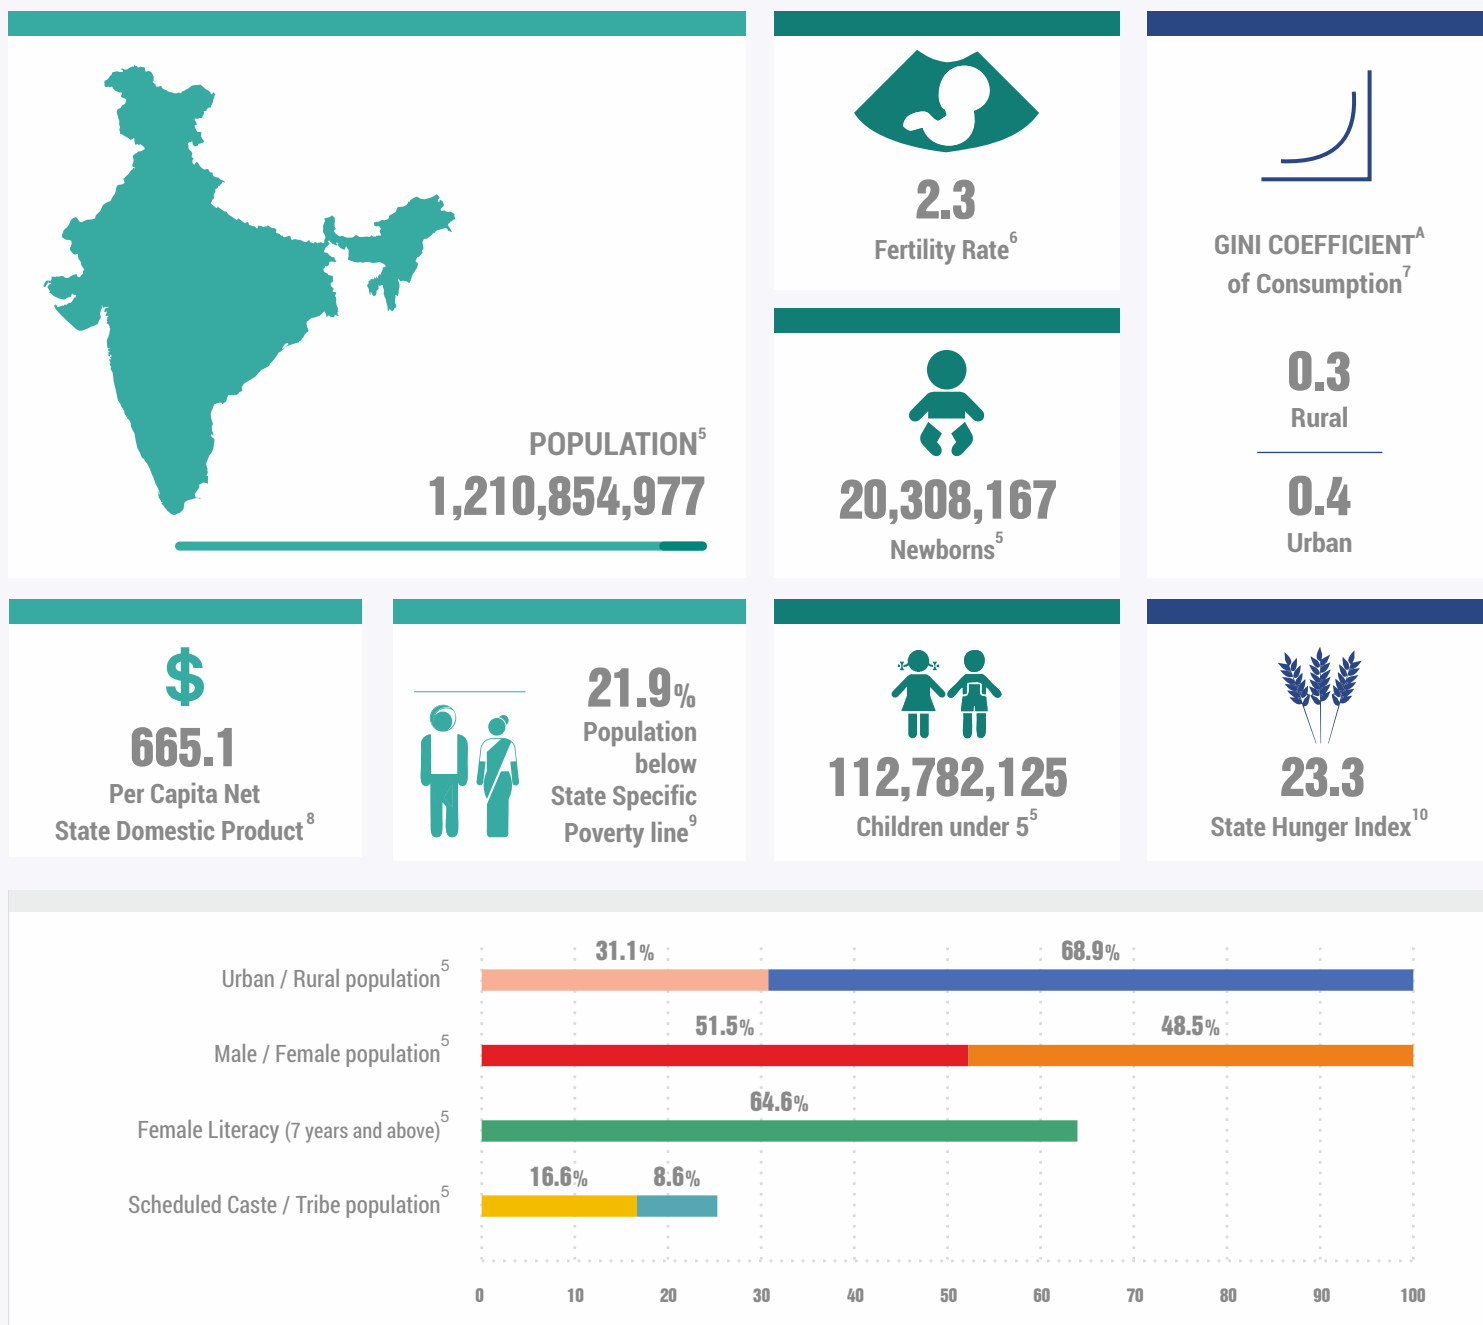 POPULATION5
1,210,854,977
2.3
Fertility Rate6
20,308,167
Newborns5
GINI COEFFICIENTA
of Consumption7
0.3
Rural
0.4
Urban
$
665.1
Per Capita Net
State Domestic Product8
21.9%
Population
below
State Specific
Poverty line9
112,782,125
Children under 55
23.3
State Hunger Index10
31.1% 68.9%
Urban / Rural population5
51.5% 48.5%
Male / Female population5
64.6%
Female Literacy (7 years and above)5
16.6% 8.6%
Scheduled Caste / Tribe population5
0 10 20 30 40 50 60 70 80 90 100